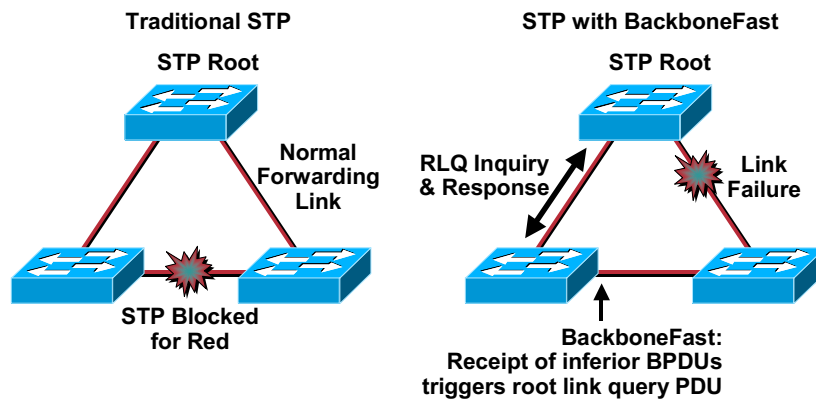 Traditional STP
STP Root
Normal
Forwarding
Link
STP Blocked
for Red
STP with BackboneFast
STP Root
RLQ Inquiry
& Response
Link
Failure
BackboneFast:
Receipt of inferior BPDUs
triggers root link query PDU